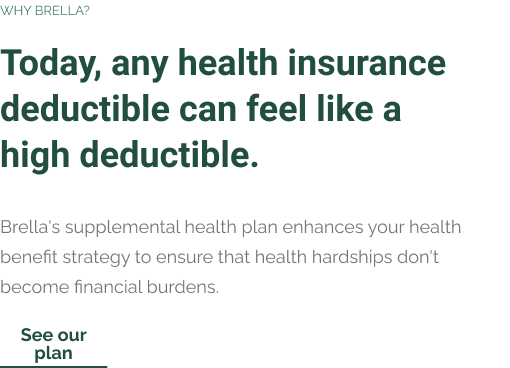 WHY BRELLA?
Today, any health insurance
deductible can feel like a
high deductible.
Brella's supplemental health plan enhances your health
benefit strategy to ensure that health hardships don't
become financial burdens.
See our
plan